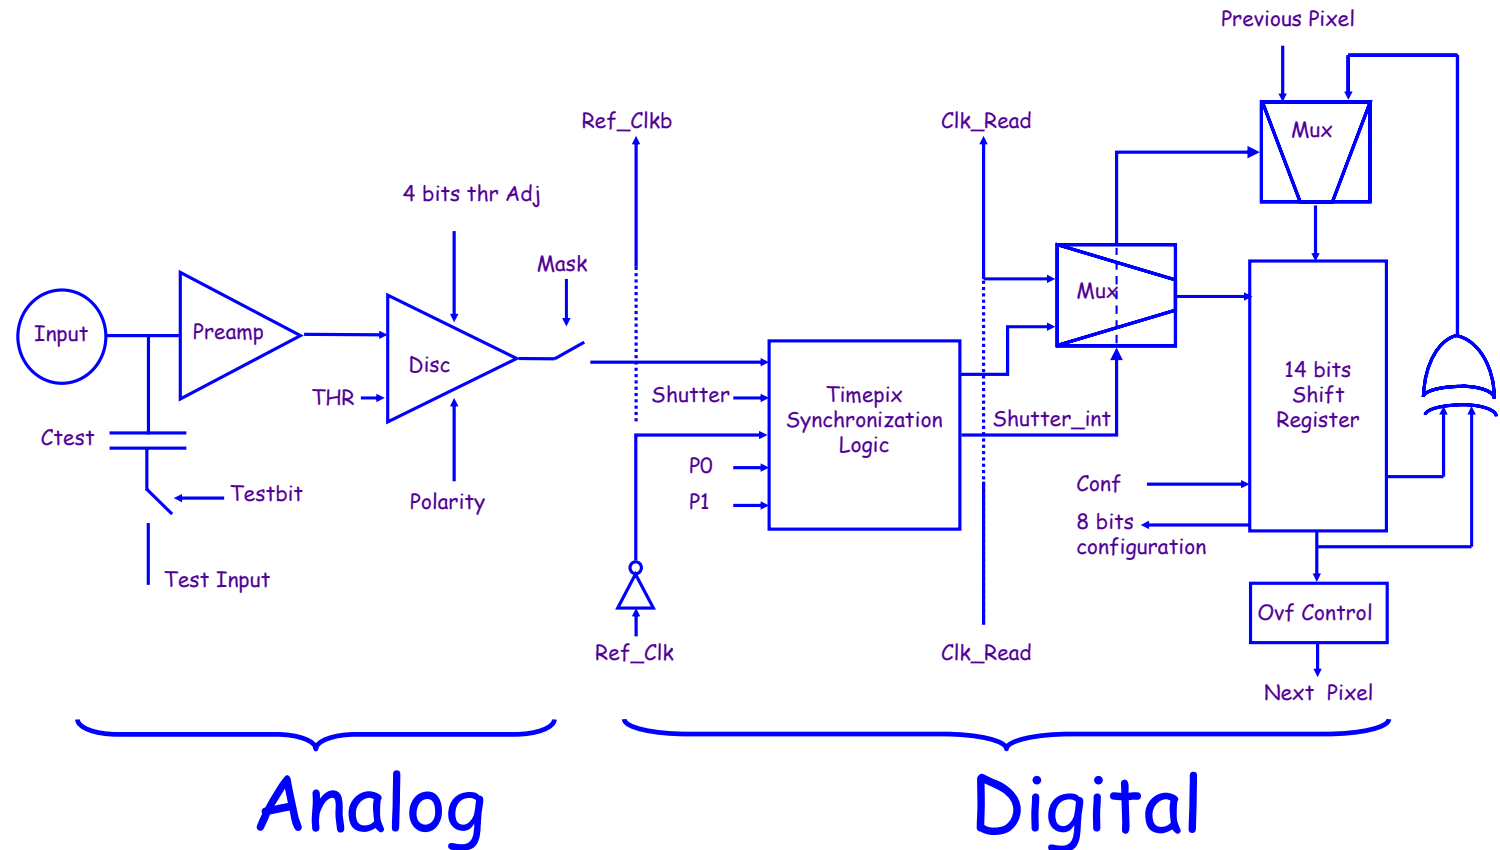 Previous Pixel
Mux
Ref_Clkb
Clk_Read
4 bits thr Adj
Mask
Mux
Input
Preamp
Disc
THR
Shutter
Timepix
Synchronization
Logic
Shutter_int
14 bits
Shift
Register
Ctest
P0
P1
Conf
Testbit
Polarity
8 bits
configuration
Test Input
Ovf Control
Ref_Clk
Clk_Read
Next Pixel
Analog
Digital